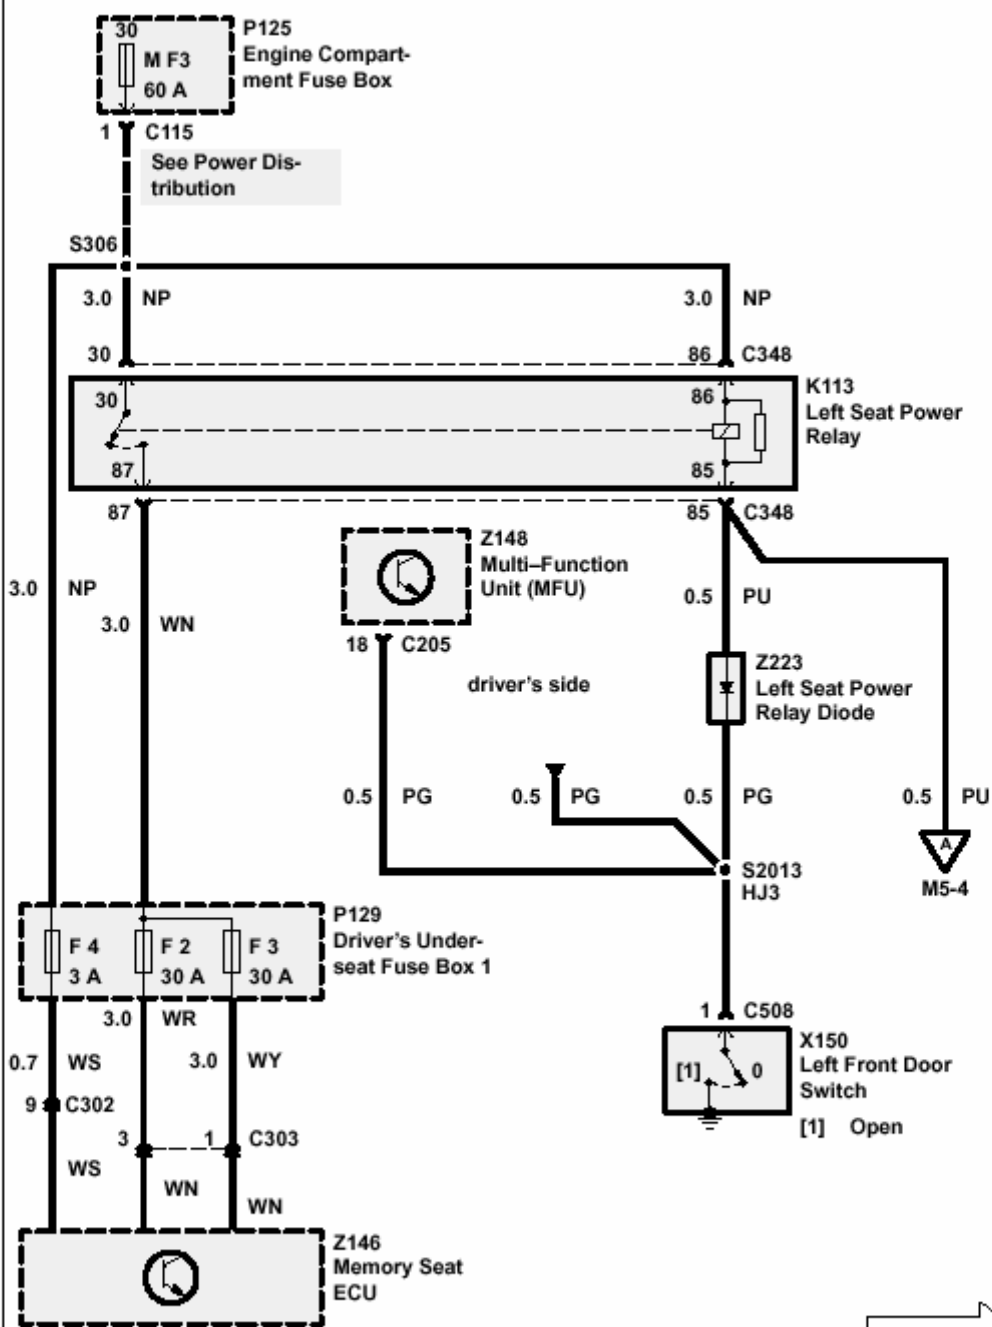 30
M F3
60 A
P125
Engine Compart-
ment Fuse Box
1 C115
See Power Dis-
tribution
S306
3.0 NP
3.0 NP
30
86 C348
30
87
86
85
K113
Left Seat Power
Relay
87
85 C348
Z148
Multi–Function
Unit (MFU)
18 C205
driver's side
3.0 NP
3.0 WN
0.5 PU
Z223
Left Seat Power
Relay Diode
0.5 PG
0.5 PG
0.5 PG
0.5 PU
A
M5-4
S2013
HJ3
F 4
3 A
F 2
30 A
F 3
30 A
P129
Driver's Under-
seat Fuse Box 1
3.0 WR
0.7 WS
3.0 WY
9 C302
3
1 C303
WS
WN
WN
1 C508
[1] 0
X150
Left Front Door
Switch
[1] Open
Z146
Memory Seat
ECU